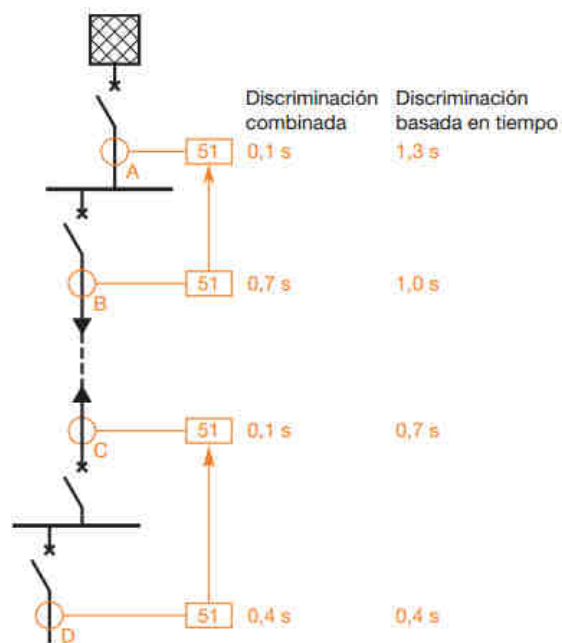 Discriminación combinada
Discriminación basada en tiempo
A 51 0,1 s 1,3 s
B 51 0,7 s 1,0 s
C 51 0,1 s 0,7 s
D 51 0,4 s 0,4 s